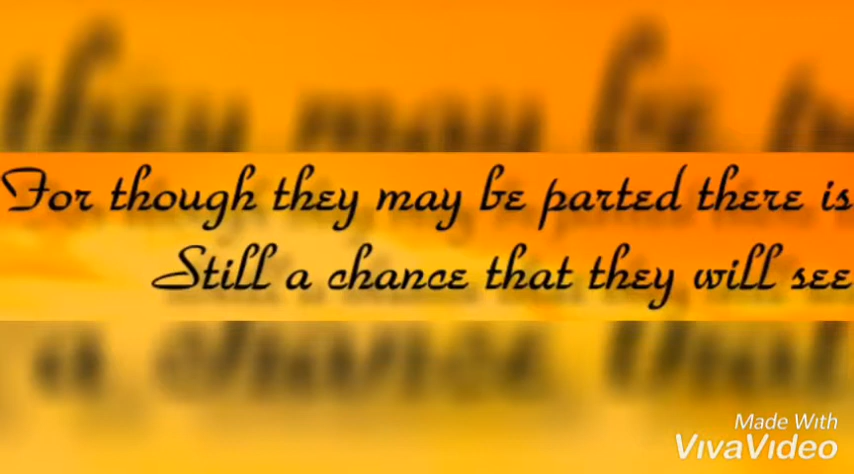 For though they may be parted there is
Still a chance that they will see
Made With
VivaVideo